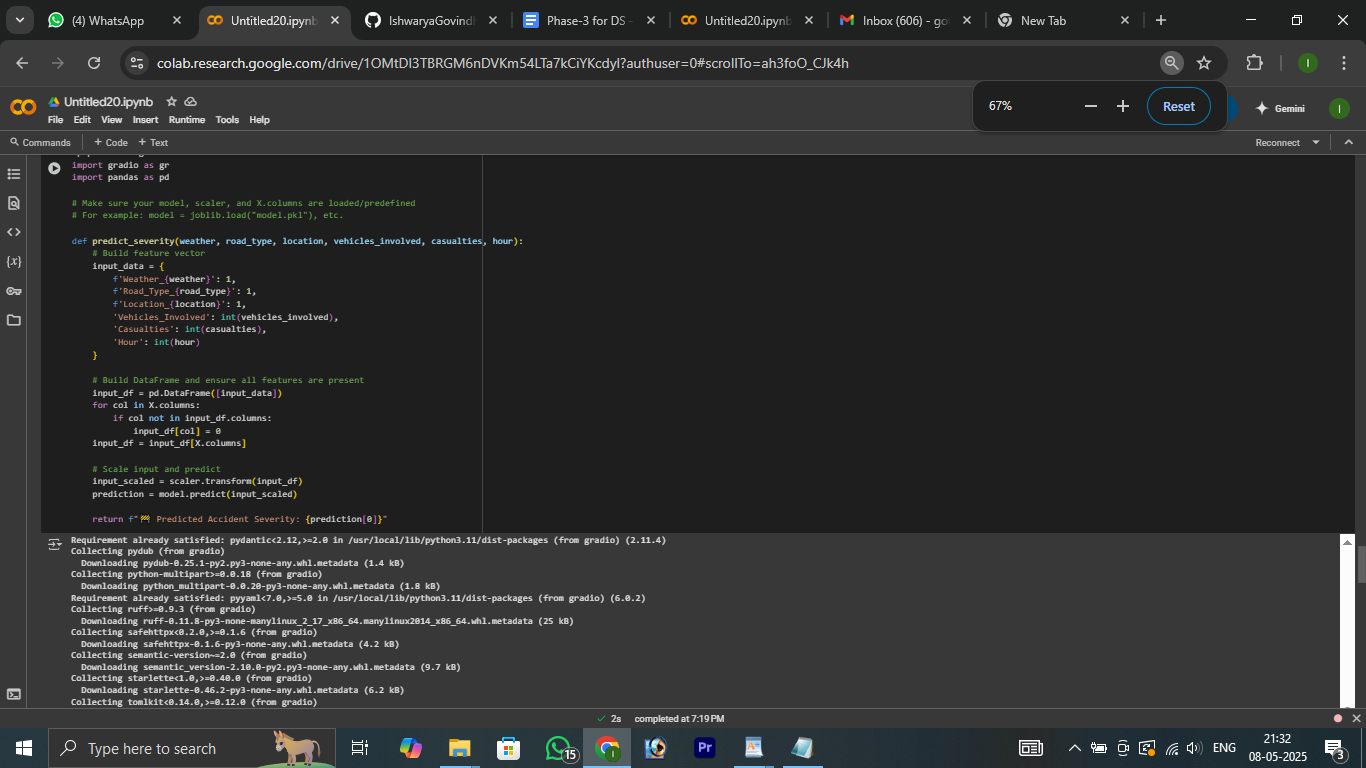 (4) WhatsApp
Untitled20.ipynb
IshwaryaGovindh
Phase-3 for DS -
Untitled20.ipynb
Inbox (606) - go
New Tab
colab.research.google.com/drive/1OMtDl3TBRGM6nDVKm54LTa7kCiYKcdyl?authuser=0#scrollTo=ah3foO_CJk4h
I
67%
Reset
CO
Untitled20.ipynb
File Edit View Insert Runtime Tools Help
Gemini
I
Commands + Code + Text
Reconnect
import gradio as gr
import pandas as pd
# Make sure your model, scaler, and X.columns are loaded/predefined
# For example: model = joblib.load("model.pkl"), etc.
def predict_severity(weather, road_type, location, vehicles_involved, casualties, hour):
# Build feature vector
input_data = {
f'Weather_{weather}': 1,
f'Road_Type_{road_type}': 1,
f'Location_{location}': 1,
'Vehicles_Involved': int(vehicles_involved),
'Casualties': int(casualties),
'Hour': int(hour)
}
# Build DataFrame and ensure all features are present
input_df = pd.DataFrame([input_data])
for col in X.columns:
if col not in input_df.columns:
input_df[col] = 0
input_df = input_df[X.columns]
# Scale input and predict
input_scaled = scaler.transform(input_df)
prediction = model.predict(input_scaled)
return f"🚧 Predicted Accident Severity: {prediction[0]}"
Requirement already satisfied: pydantic<2.12,>=2.0 in /usr/local/lib/python3.11/dist-packages (from gradio) (2.11.4)
Collecting pydub (from gradio)
Downloading pydub-0.25.1-py2.py3-none-any.whl.metadata (1.4 kB)
Collecting python-multipart>=0.0.18 (from gradio)
Downloading python_multipart-0.0.20-py3-none-any.whl.metadata (1.8 kB)
Requirement already satisfied: pyyaml<7.0,>=5.0 in /usr/local/lib/python3.11/dist-packages (from gradio) (6.0.2)
Collecting ruff>=0.9.3 (from gradio)
Downloading ruff-0.11.8-py3-none-manylinux_2_17_x86_64.manylinux2014_x86_64.whl.metadata (25 kB)
Collecting safehttpx<0.2.0,>=0.1.6 (from gradio)
Downloading safehttpx-0.1.6-py3-none-any.whl.metadata (4.2 kB)
Collecting semantic-version~=2.0 (from gradio)
Downloading semantic_version-2.10.0-py2.py3-none-any.whl.metadata (9.7 kB)
Collecting starlette<1.0,>=0.40.0 (from gradio)
Downloading starlette-0.46.2-py3-none-any.whl.metadata (6.2 kB)
Collecting tomlkit<0.14.0,>=0.12.0 (from gradio)
2s completed at 7:19 PM
Type here to search
15
Pr
ENG
21:32
08-05-2025
3